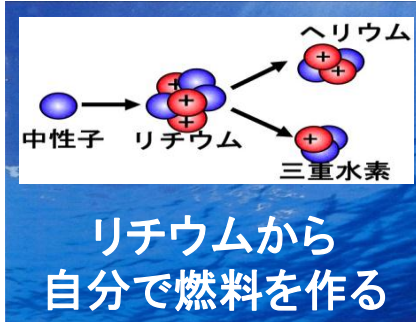 ヘリウム
中性子
リチウム
三重水素
リチウムから
自分で燃料を作る